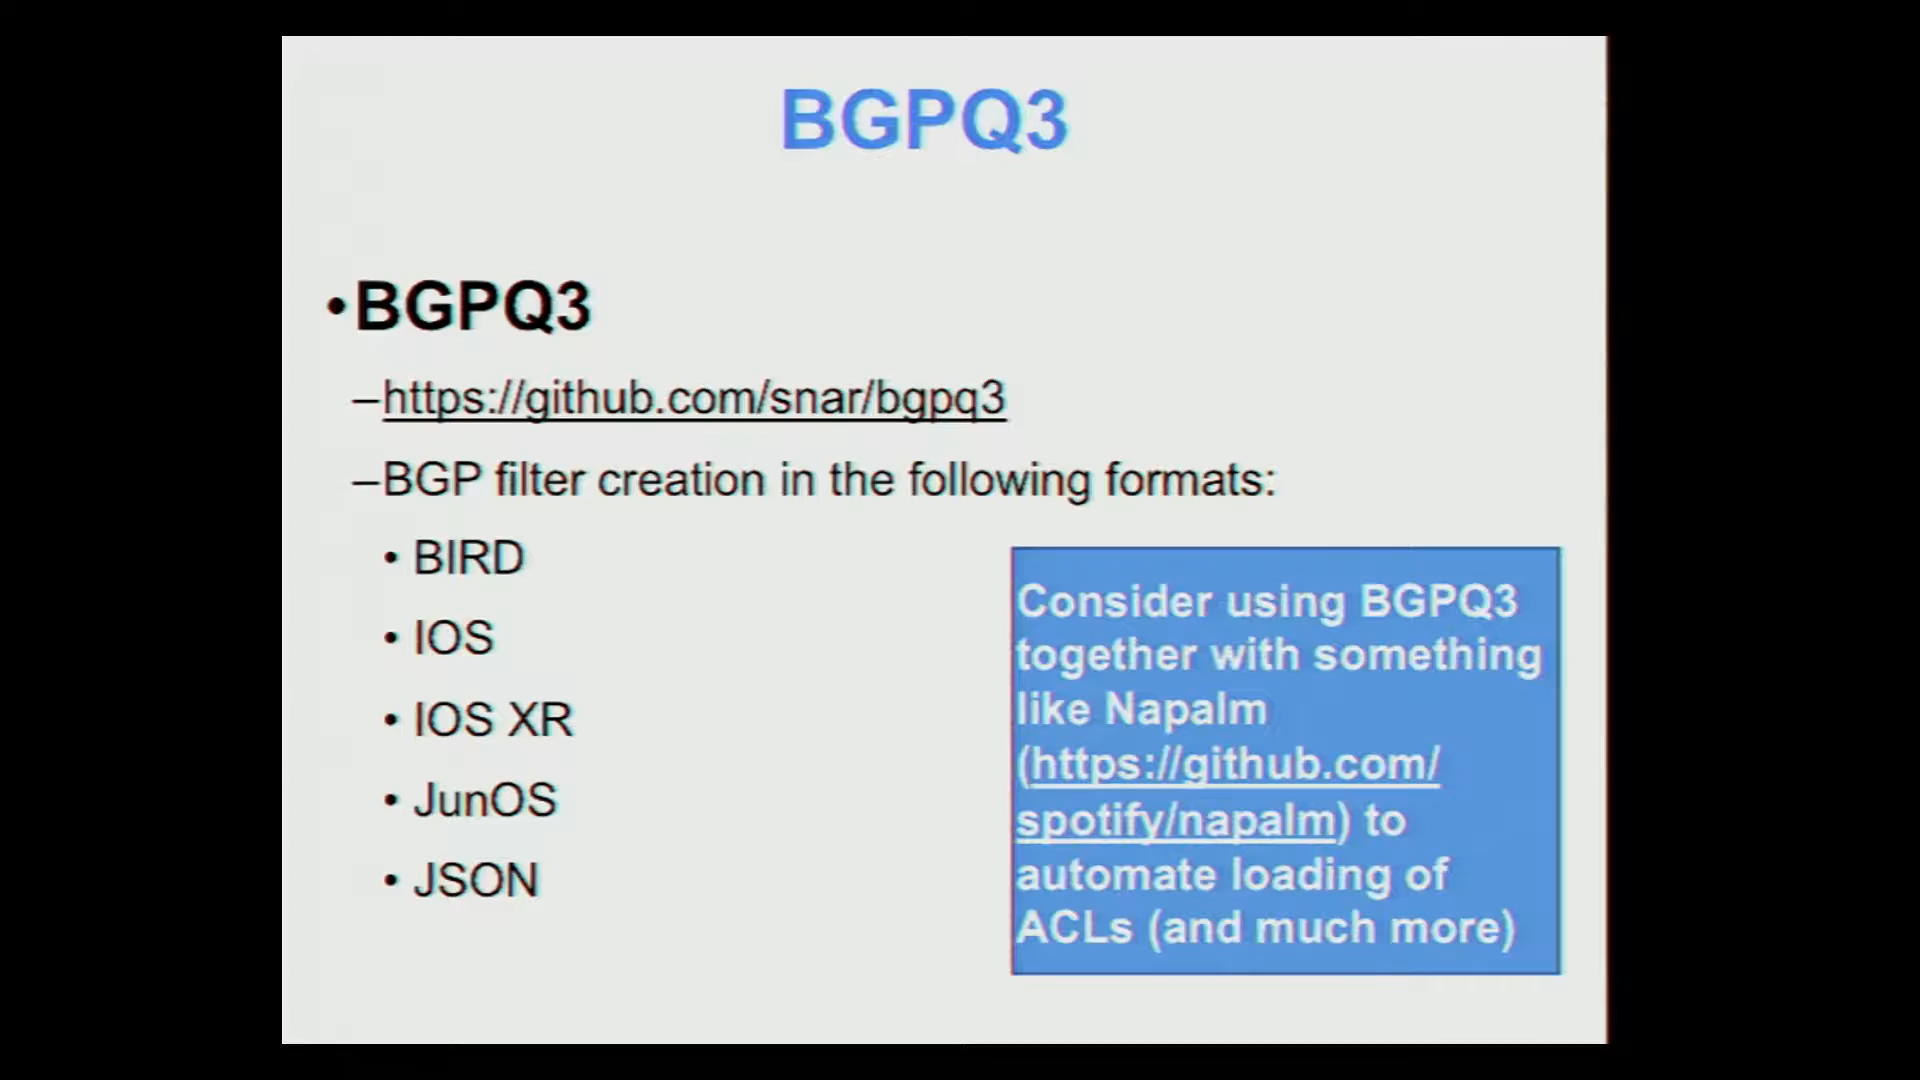 BGPQ3
•BGPQ3
–https://github.com/snar/bgpq3
–BGP filter creation in the following formats:
• BIRD
• IOS
• IOS XR
• JunOS
• JSON
Consider using BGPQ3
together with something
like Napalm
(https://github.com/
spotify/napalm) to
automate loading of
ACLs (and much more)